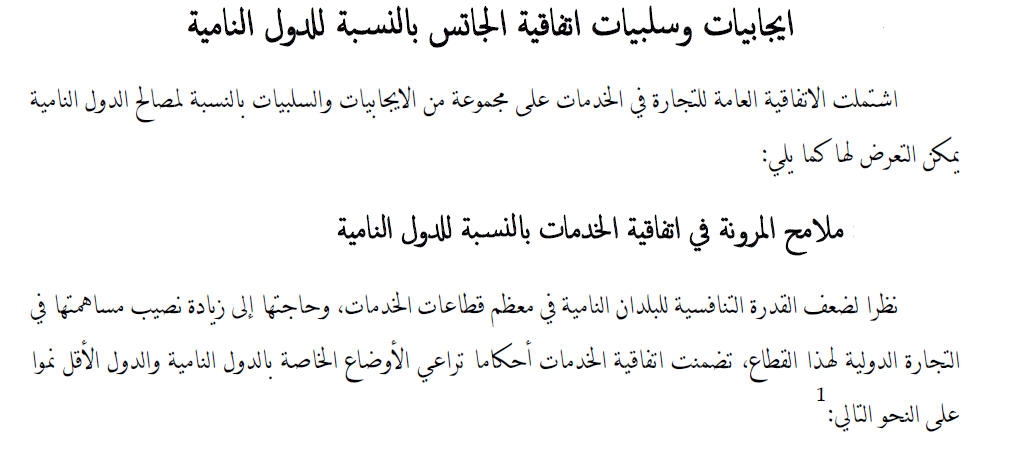 ايجابيات وسلبيات اتفاقية الجاتس بالنسبة للدول النامية
اشتملت الاتفاقية العامة للتجارة في الخدمات على مجموعة من الايجابيات والسلبيات بالنسبة لمصالح الدول النامية
يمكن التعرض لها كما يلي:
ملامح المرونة في اتفاقية الخدمات بالنسبة للدول النامية
نظرا لضعف القدرة التنافسية للبلدان النامية في معظم قطاعات الخدمات، وحاجتها إلى زيادة نصيب مساهمتها في
التجارة الدولية لهذا القطاع، تضمنت اتفاقية الخدمات أحكاما تراعي الأوضاع الخاصة بالدول النامية والدول الأقل نموا
على النحو التالي:1